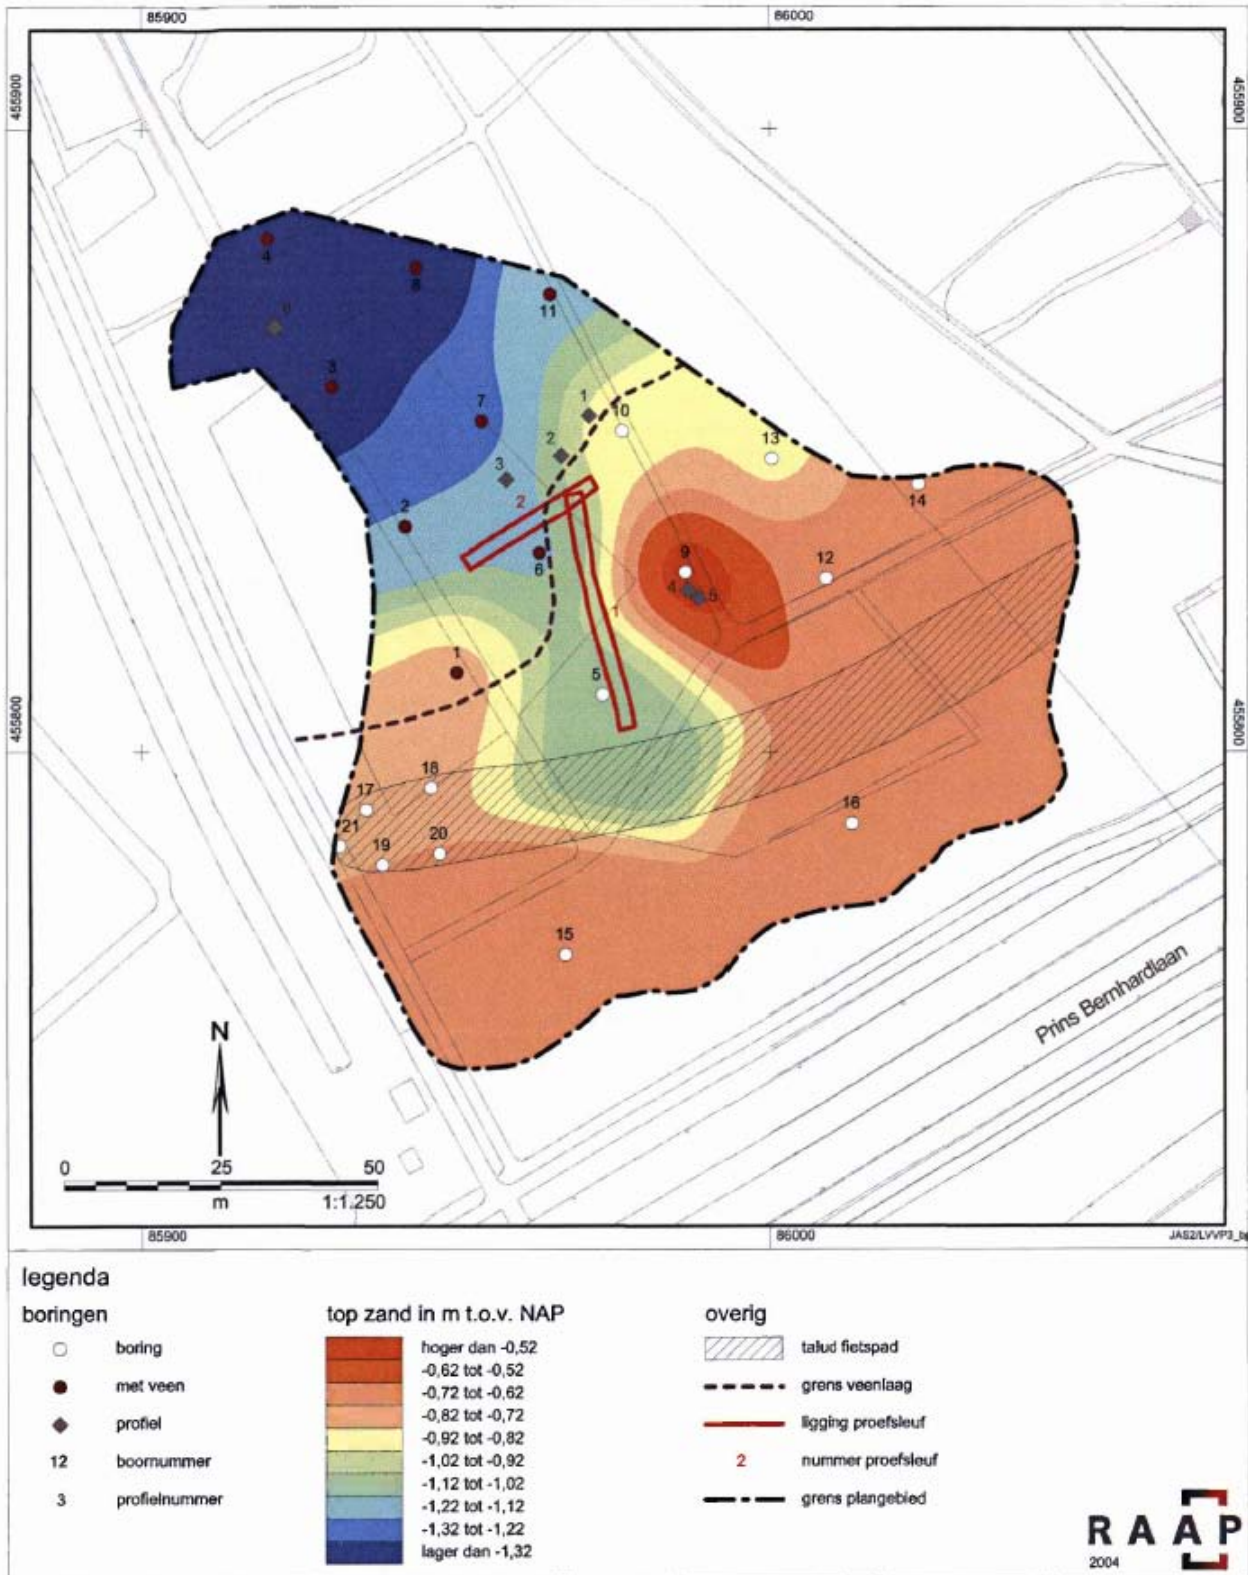 85900
86000
455900
455900
4
8
11
6
3
7
1
10
2
13
3
2
14
2
9
12
6
4
5
1
1
5
455800
455800
18
17
16
21
20
19
15
Prins Bernhardlaan
N
0
25
50
m
1:1.250
85900
86000
legenda
boringen
boring
met veen
profiel
12 boornummer
3 profielnummer
top zand in m t.o.v. NAP
hoger dan -0,52
-0,62 tot -0,52
-0,72 tot -0,62
-0,82 tot -0,72
-0,92 tot -0,82
-1,02 tot -0,92
-1,12 tot -1,02
-1,22 tot -1,12
-1,32 tot -1,22
lager dan -1,32
overig
talud fietspad
grens veenlaag
ligging proefsleuf
2 nummer proefsleuf
grens plangebied
RAAP
2004